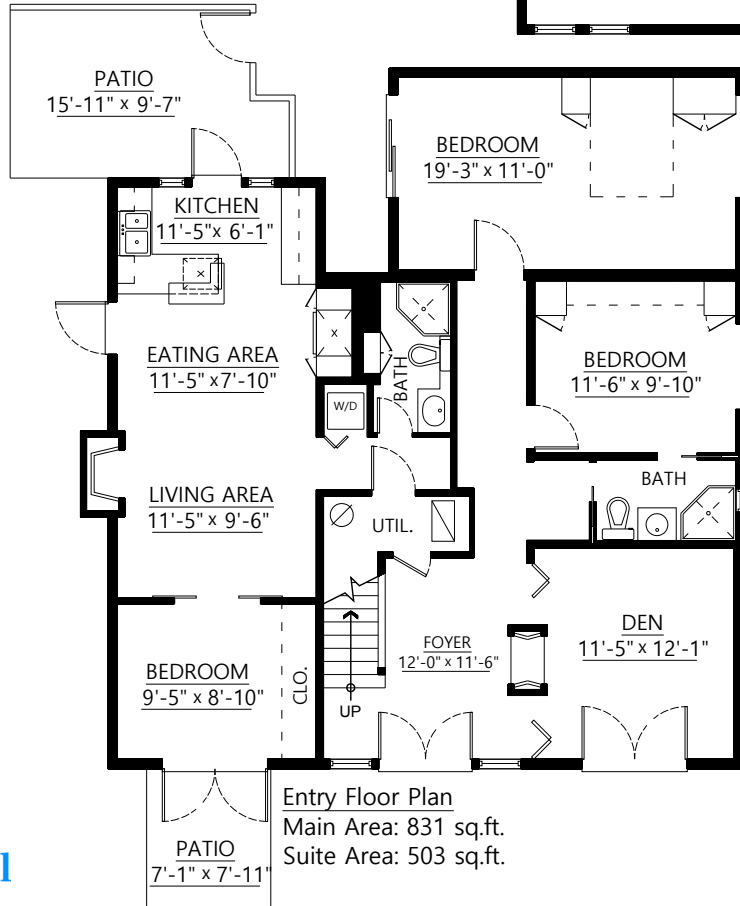 PATIO
15'-11" x 9'-7"
BEDROOM
19'-3" x 11'-0"
KITCHEN
11'-5"x 6'-1"
x
EATING AREA
11'-5" x7'-10"
x
BATH
BEDROOM
11'-6" x 9'-10"
W/D
LIVING AREA
11'-5" x 9'-6"
BATH
UTIL.
BEDROOM
9'-5" x 8'-10"
CLO.
UP
FOYER
12'-0" x 11'-6"
DEN
11'-5" x 12'-1"
Entry Floor Plan
Main Area: 831 sq.ft.
Suite Area: 503 sq.ft.
PATIO
7'-1" x 7'-11"
l